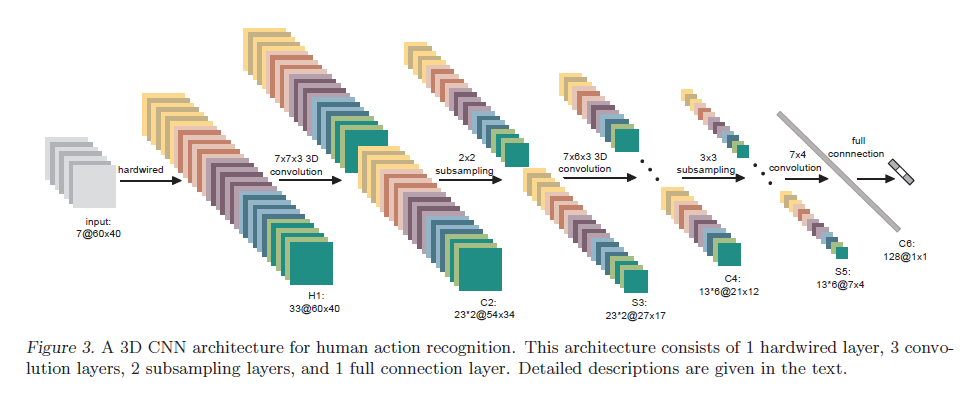 hardwired
7x7x3 3D
convolution
2x2
subsampling
7x6x3 3D
convolution
3x3
subsampling
7x4
convolution
full
connnection
input:
7@60x40
H1:
33@60x40
C2:
23*2@54x34
S3:
23*2@27x17
C4:
13*6@21x12
S5:
13*6@7x4
C6:
128@1x1
Figure 3. A 3D CNN architecture for human action recognition. This architecture consists of 1 hardwired layer, 3 convo-
lution layers, 2 subsampling layers, and 1 full connection layer. Detailed descriptions are given in the text.